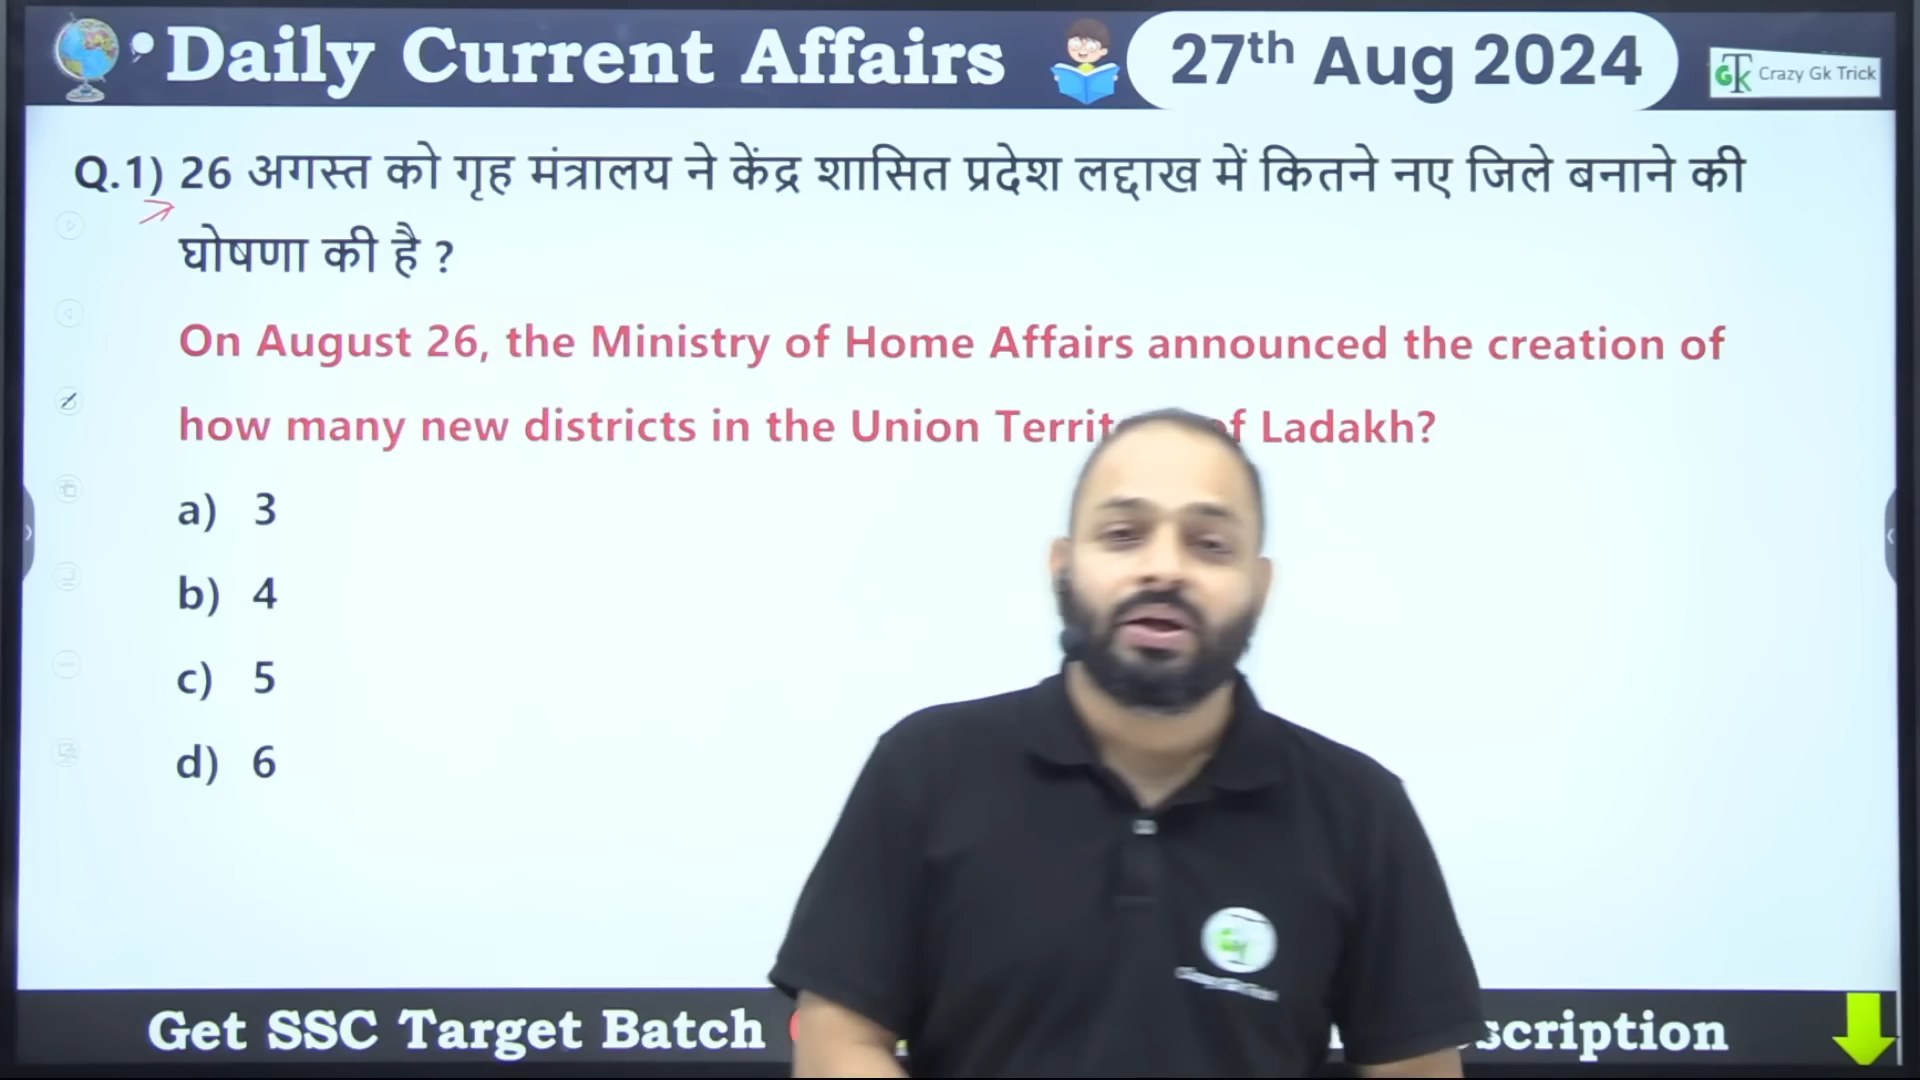 Daily Current Affairs
27th Aug 2024
Crazy Gk Trick
Q.1) 26 अगस्त को गृह मंत्रालय ने केंद्र शासित प्रदेश लद्दाख में कितने नए जिले बनाने की
घोषणा की है ?
On August 26, the Ministry of Home Affairs announced the creation of
how many new districts in the Union of Ladakh?
a) 3
b) 4
c) 5
d) 6
Get SSC Target Batch